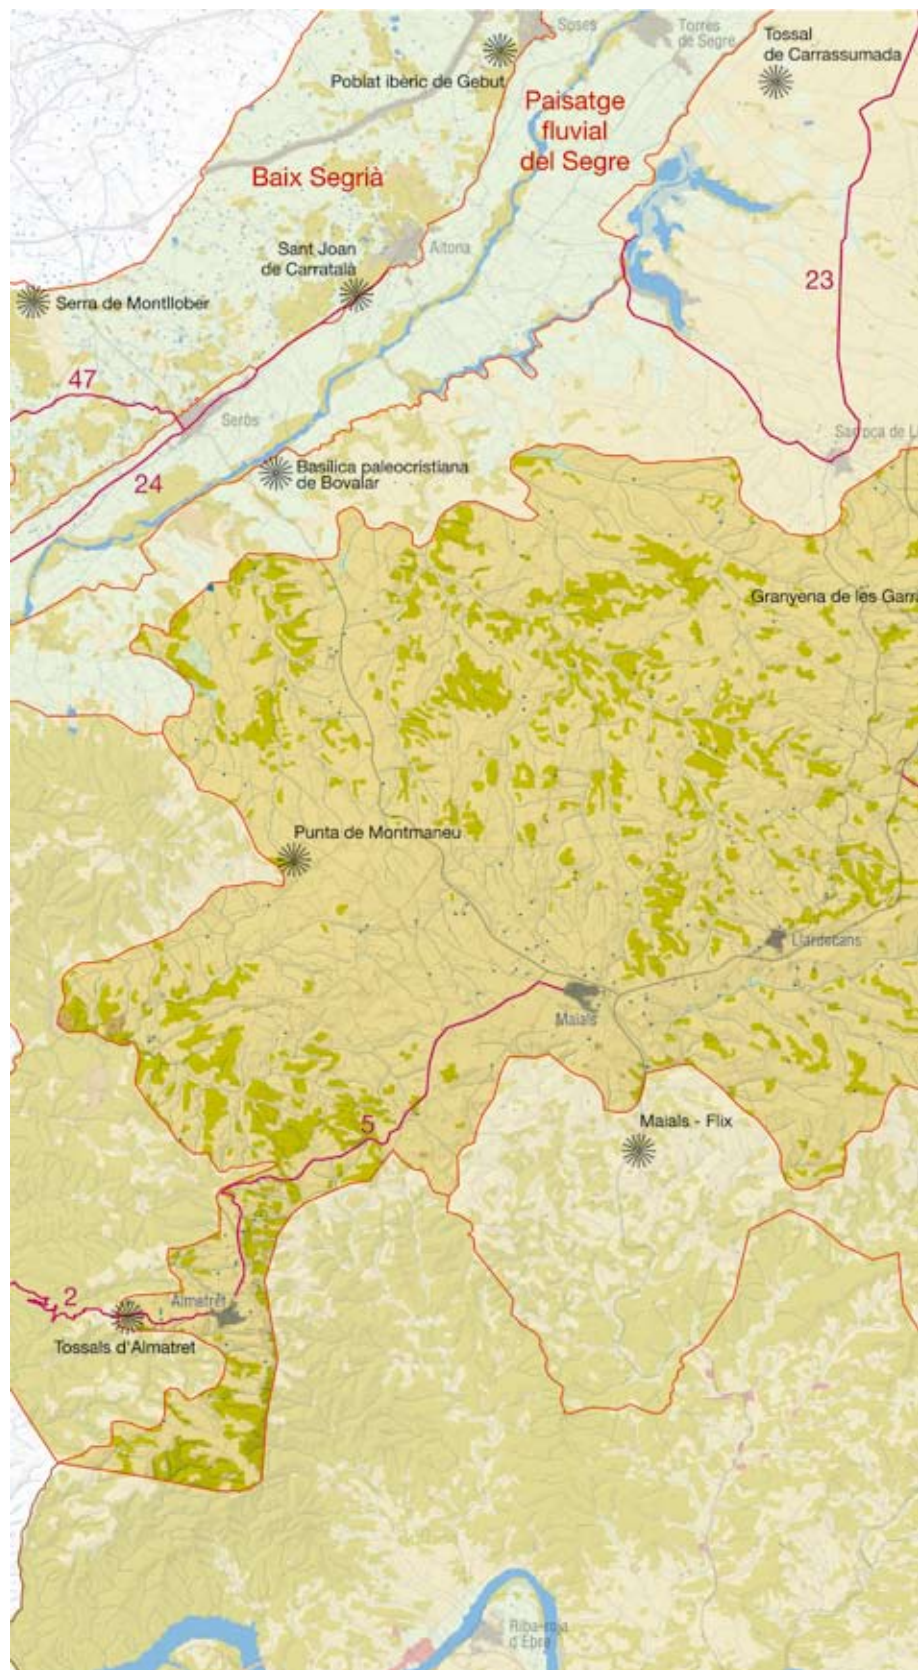 Soses
Torres
de Segre
Tossal
de Carrassumada
Poblat ibèric de Gebut
Paisatge
fluvial
del Segre
Baix Segrià
Aitona
Sant Joan
de Carratalà
23
Serra de Montllober
47
Seròs
24
Basílica paleocristiana
de Bovalar
Sarroca de L
Granyena de les Garr
Punta de Montmaneu
Llardecans
Maials
5
Maials - Flix
2
Almatret
Tossals d'Almatret
Riba-roja
d'Ebre